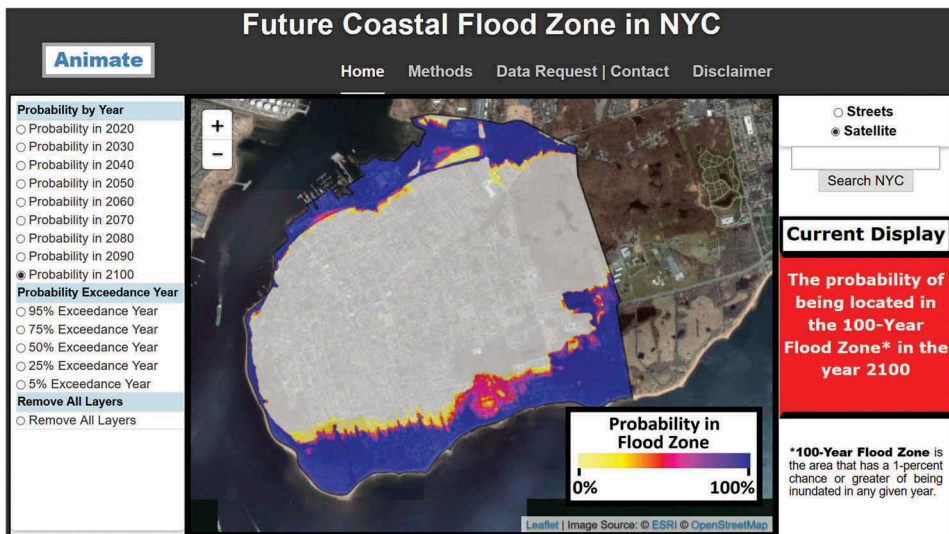 Future Coastal Flood Zone in NYC
Animate
Home Methods Data Request | Contact Disclaimer
Probability by Year
Probability in 2020
Probability in 2030
Probability in 2040
Probability in 2050
Probability in 2060
Probability in 2070
Probability in 2080
Probability in 2090
Probability in 2100
Probability Exceedance Year
95% Exceedance Year
75% Exceedance Year
50% Exceedance Year
25% Exceedance Year
5% Exceedance Year
Remove All Layers
Remove All Layers
+
−
Probability in
Flood Zone
0% 100%
Leaflet | Image Source: © ESRI © OpenStreetMap
Streets
Satellite
Search NYC
Current Display
The probability of
being located in
the 100-Year
Flood Zone* in the
year 2100
*100-Year Flood Zone is
the area that has a 1-percent
chance or greater of being
inundated in any given year.